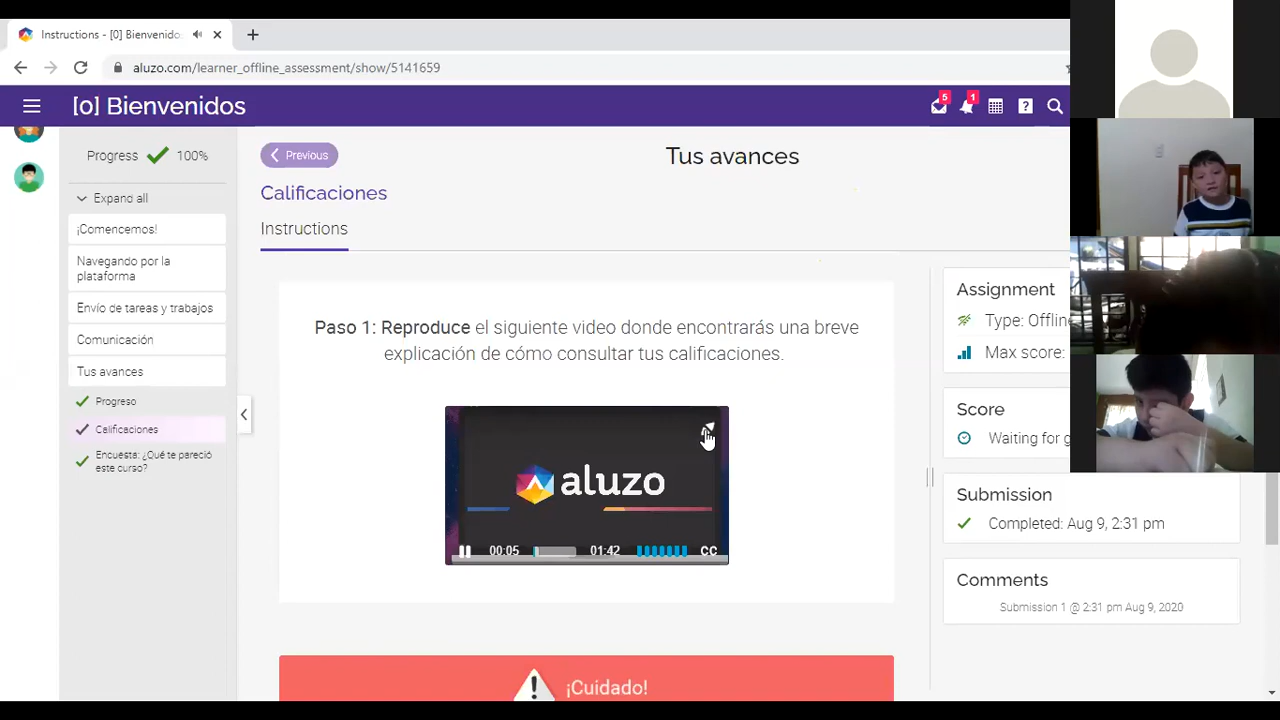 Instructions - [0] Bienvenido
aluzo.com/learner_offline_assessment/show/5141659
[0] Bienvenidos
5
1
Progress 100%
Expand all
¡Comencemos!
Navegando por la
plataforma
Envío de tareas y trabajos
Comunicación
Tus avances
Progreso
Calificaciones
Encuesta: ¿Qué te pareció
este curso?
Previous
Tus avances
Calificaciones
Instructions
Paso 1: Reproduce el siguiente video donde encontrarás una breve
explicación de cómo consultar tus calificaciones.
aluzo
00:05 01:42 CC
¡Cuidado!
Assignment
Type: Offlin
Max score:
Score
Waiting for g
Submission
Completed: Aug 9, 2:31 pm
Comments
Submission 1 @ 2:31 pm Aug 9, 2020